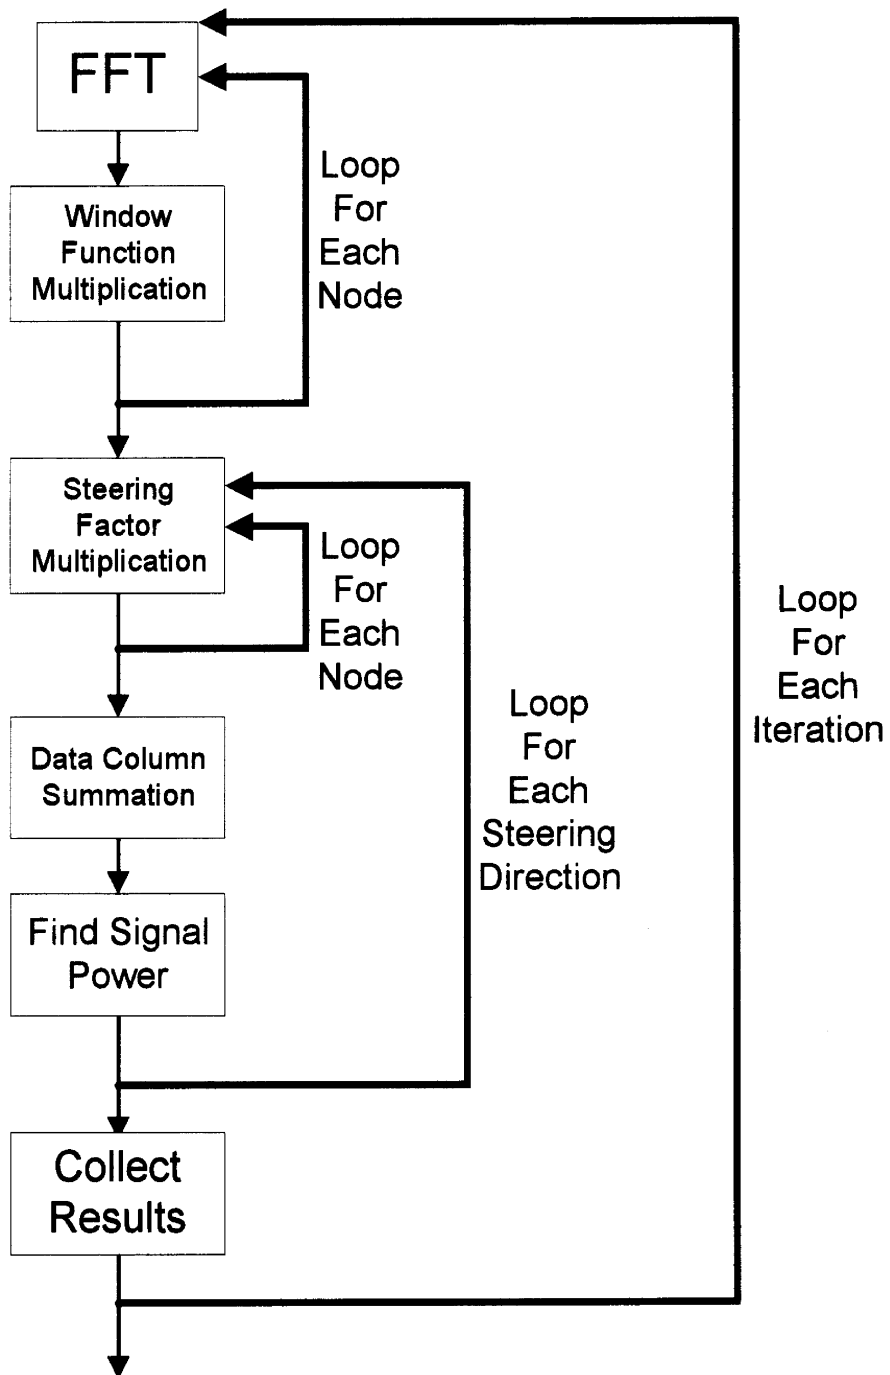 FFT
Loop
For
Each
Node
Window
Function
Multiplication
Steering
Factor
Multiplication
Loop
For
Each
Node
Loop
For
Each
Iteration
Loop
For
Each
Steering
Direction
Data Column
Summation
Find Signal
Power
Collect
Results